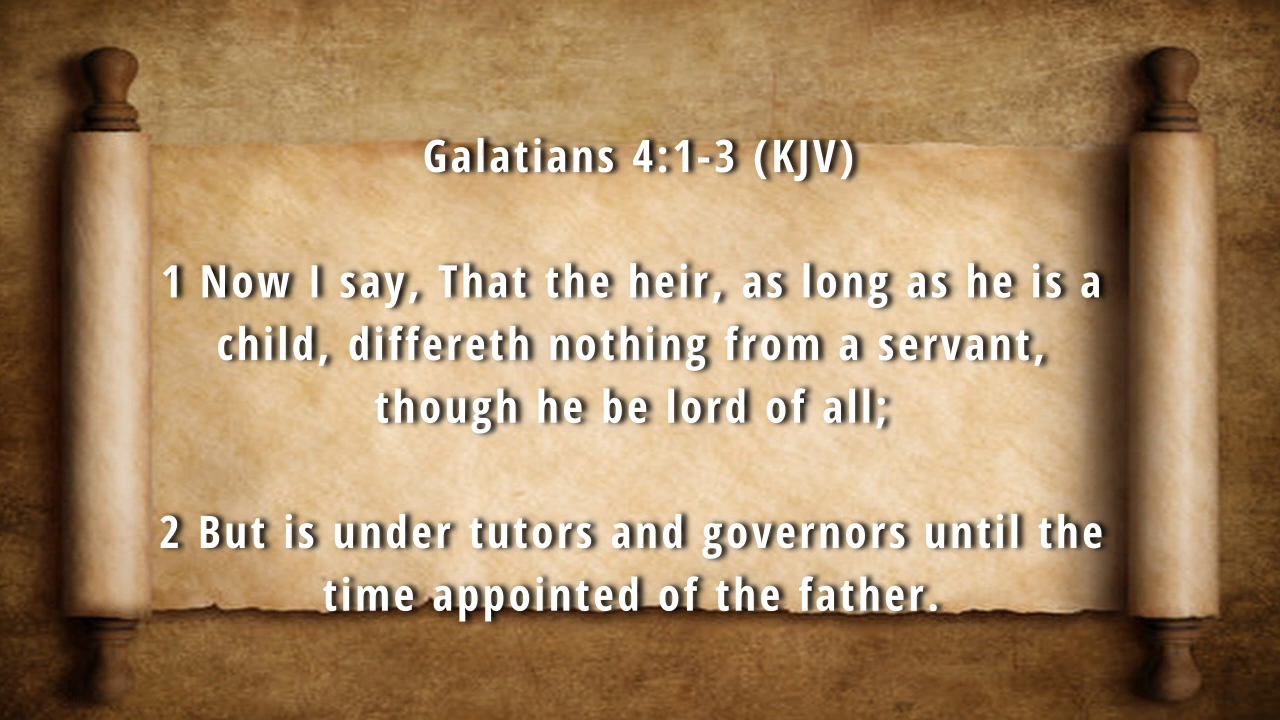 Galatians 4:1-3 (KJV)
1 Now I say, That the heir, as long as he is a
child, differeth nothing from a servant,
though he be lord of all;
2 But is under tutors and governors until the
time appointed of the father.